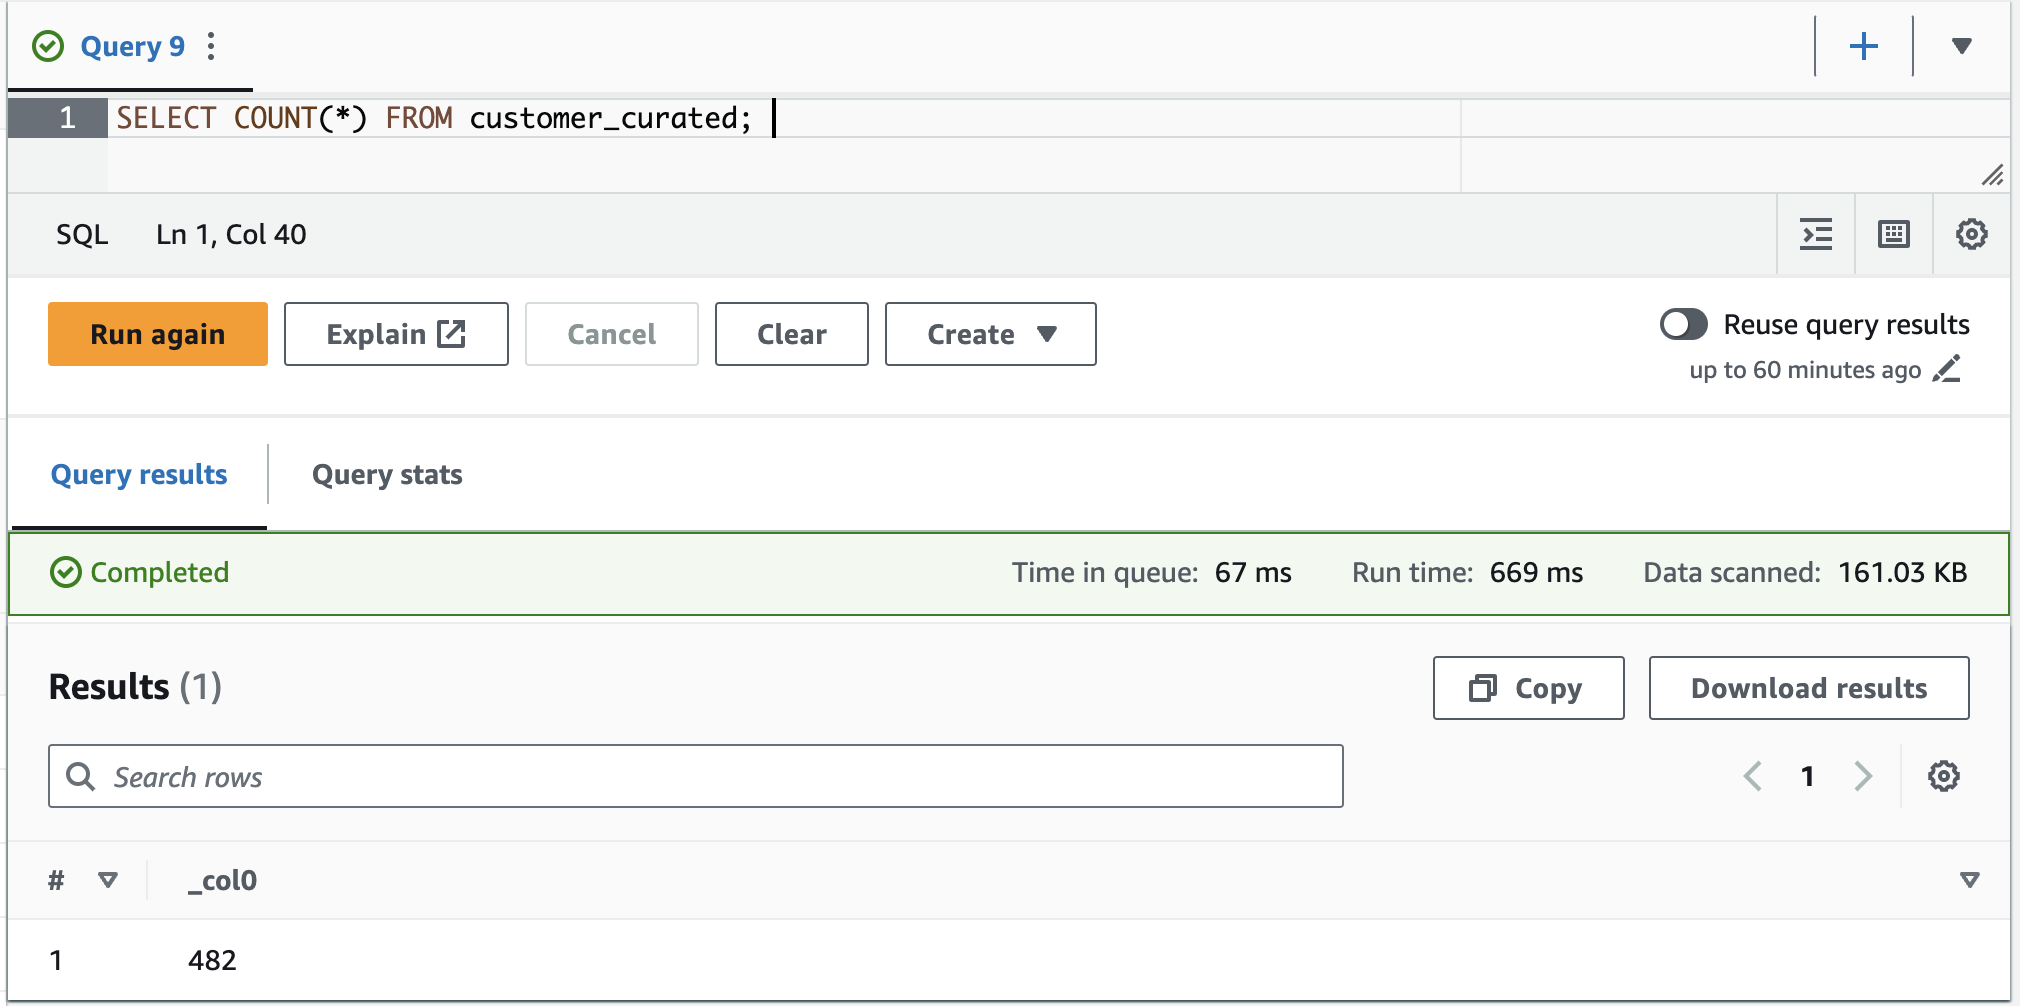 Query 9
1 SELECT COUNT(*) FROM customer_curated;
SQL Ln 1, Col 40
Run again Explain Cancel Clear Create Reuse query results
up to 60 minutes ago
Query results Query stats
Completed Time in queue: 67 ms Run time: 669 ms Data scanned: 161.03 KB
Results (1) Copy Download results
Search rows 1
# _col0
1 482